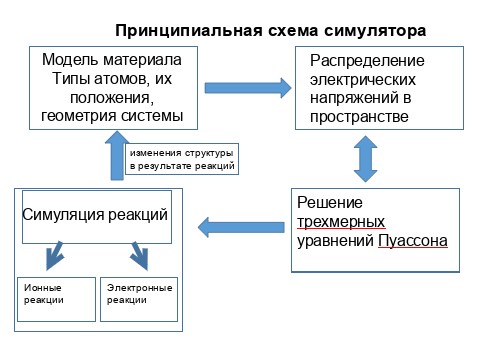 Принципиальная схема симулятора
Модель материала
Типы атомов, их
положения,
геометрия системы
Распределение
электрических
напряжений в
пространстве
изменения структуры
в результате реакций
Симуляция реакций
Ионные
реакции
Электронные
реакции
Решение
трехмерных
уравнений Пуассона